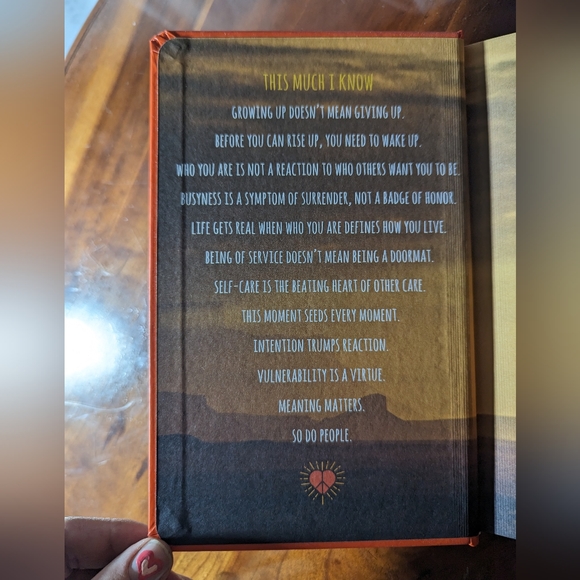 THIS MUCH I KNOW
GROWING UP DOESN'T MEAN GIVING UP.
BEFORE YOU CAN RISE UP, YOU NEED TO WAKE UP.
WHO YOU ARE IS NOT A REACTION TO WHO OTHERS WANT YOU TO BE.
BUSYNESS IS A SYMPTOM OF SURRENDER, NOT A BADGE OF HONOR.
LIFE GETS REAL WHEN WHO YOU ARE DEFINES HOW YOU LIVE.
BEING OF SERVICE DOESN'T MEAN BEING A DOORMAT.
SELF-CARE IS THE BEATING HEART OF OTHER CARE.
THIS MOMENT SEEDS EVERY MOMENT.
INTENTION TRUMPS REACTION.
VULNERABILITY IS A VIRTUE.
MEANING MATTERS.
SO DO PEOPLE.